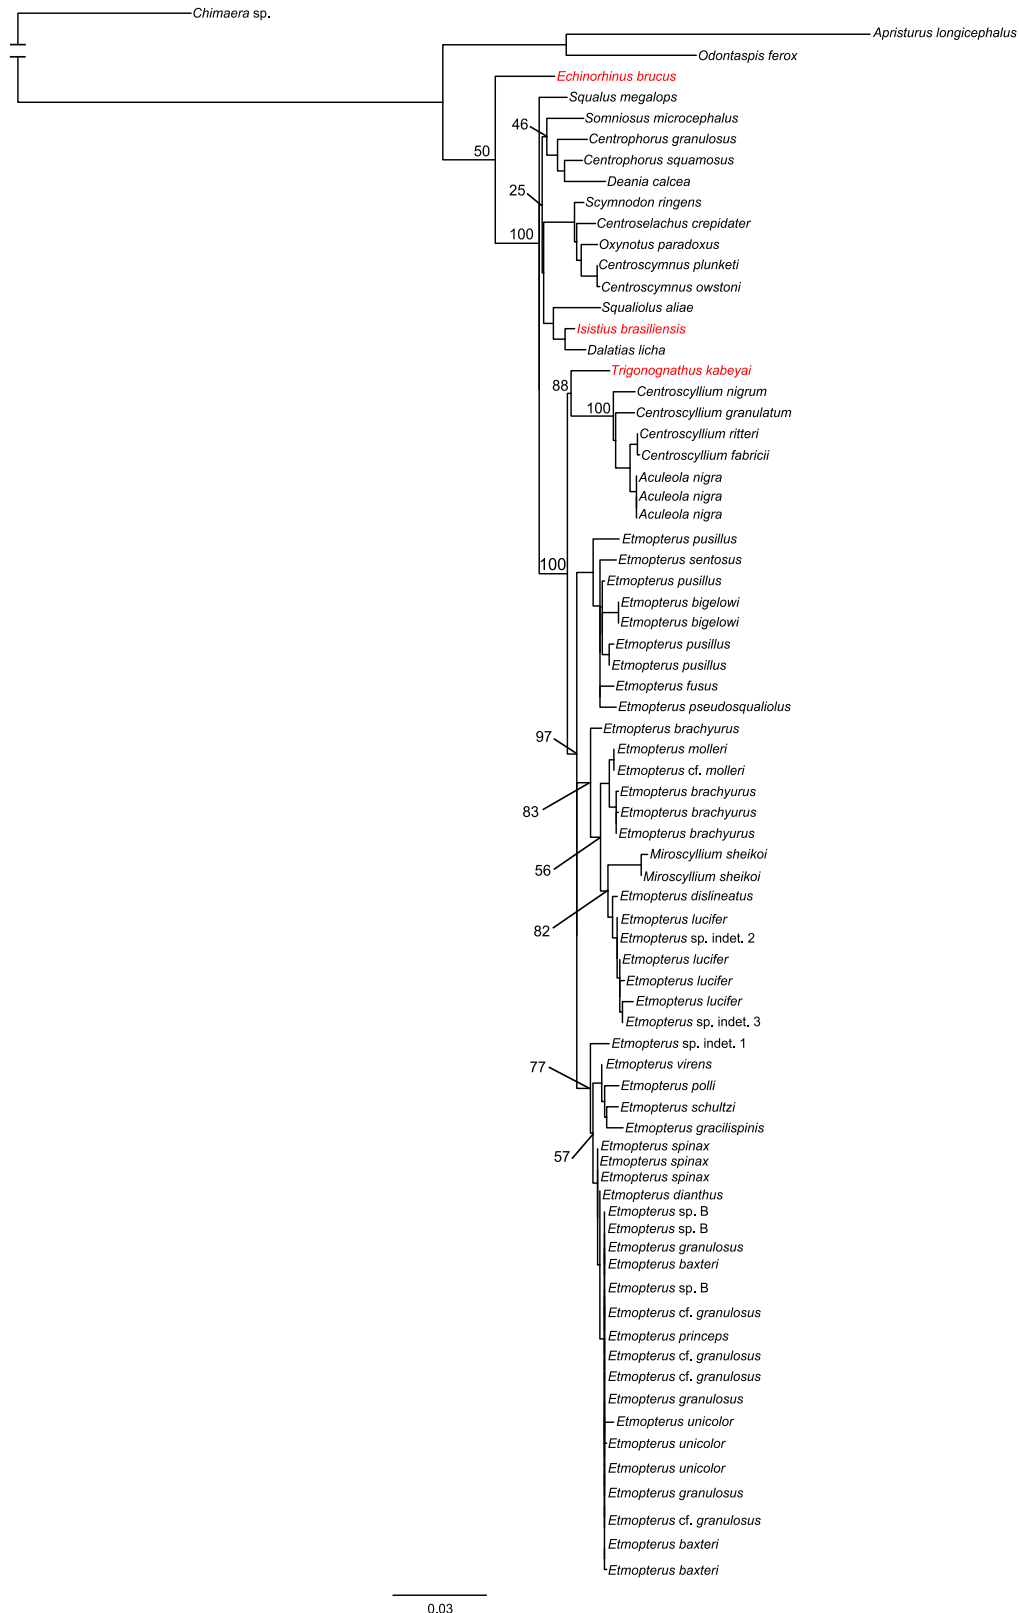 Chimaera sp.
Apristurus longicephalus
Odontaspis ferox
Echinorhinus brucus
Squalus megalops
Somniosus microcephalus
46
Centrophorus granulosus
50
Centrophorus squamosus
Deania calcea
25
Scymnodon ringens
Centroselachus crepidater
100
Oxynotus paradoxus
Centroscymnus plunketi
Centroscymnus owstoni
Squaliolus aliae
Isistius brasiliensis
Dalatias licha
Trigonognathus kabeyai
88
Centroscyllium nigrum
100
Centroscyllium granulatum
Centroscyllium ritteri
Centroscyllium fabricii
Aculeola nigra
Aculeola nigra
Aculeola nigra
Etmopterus pusillus
Etmopterus sentosus
100
Etmopterus pusillus
Etmopterus bigelowi
Etmopterus bigelowi
Etmopterus pusillus
Etmopterus pusillus
Etmopterus fusus
Etmopterus pseudosqualiolus
Etmopterus brachyurus
97
Etmopterus molleri
Etmopterus cf. molleri
Etmopterus brachyurus
83
Etmopterus brachyurus
Etmopterus brachyurus
Miroscyllium sheikoi
56
Miroscyllium sheikoi
Etmopterus dislineatus
Etmopterus lucifer
82
Etmopterus sp. indet. 2
Etmopterus lucifer
Etmopterus lucifer
Etmopterus lucifer
Etmopterus sp. indet. 3
Etmopterus sp. indet. 1
77
Etmopterus virens
Etmopterus polli
Etmopterus schultzi
Etmopterus gracilispinis
Etmopterus spinax
57
Etmopterus spinax
Etmopterus spinax
Etmopterus dianthus
Etmopterus sp. B
Etmopterus sp. B
Etmopterus granulosus
Etmopterus baxteri
Etmopterus sp. B
Etmopterus cf. granulosus
Etmopterus princeps
Etmopterus cf. granulosus
Etmopterus cf. granulosus
Etmopterus granulosus
Etmopterus unicolor
Etmopterus unicolor
Etmopterus unicolor
Etmopterus granulosus
Etmopterus cf. granulosus
Etmopterus baxteri
Etmopterus baxteri
0.03